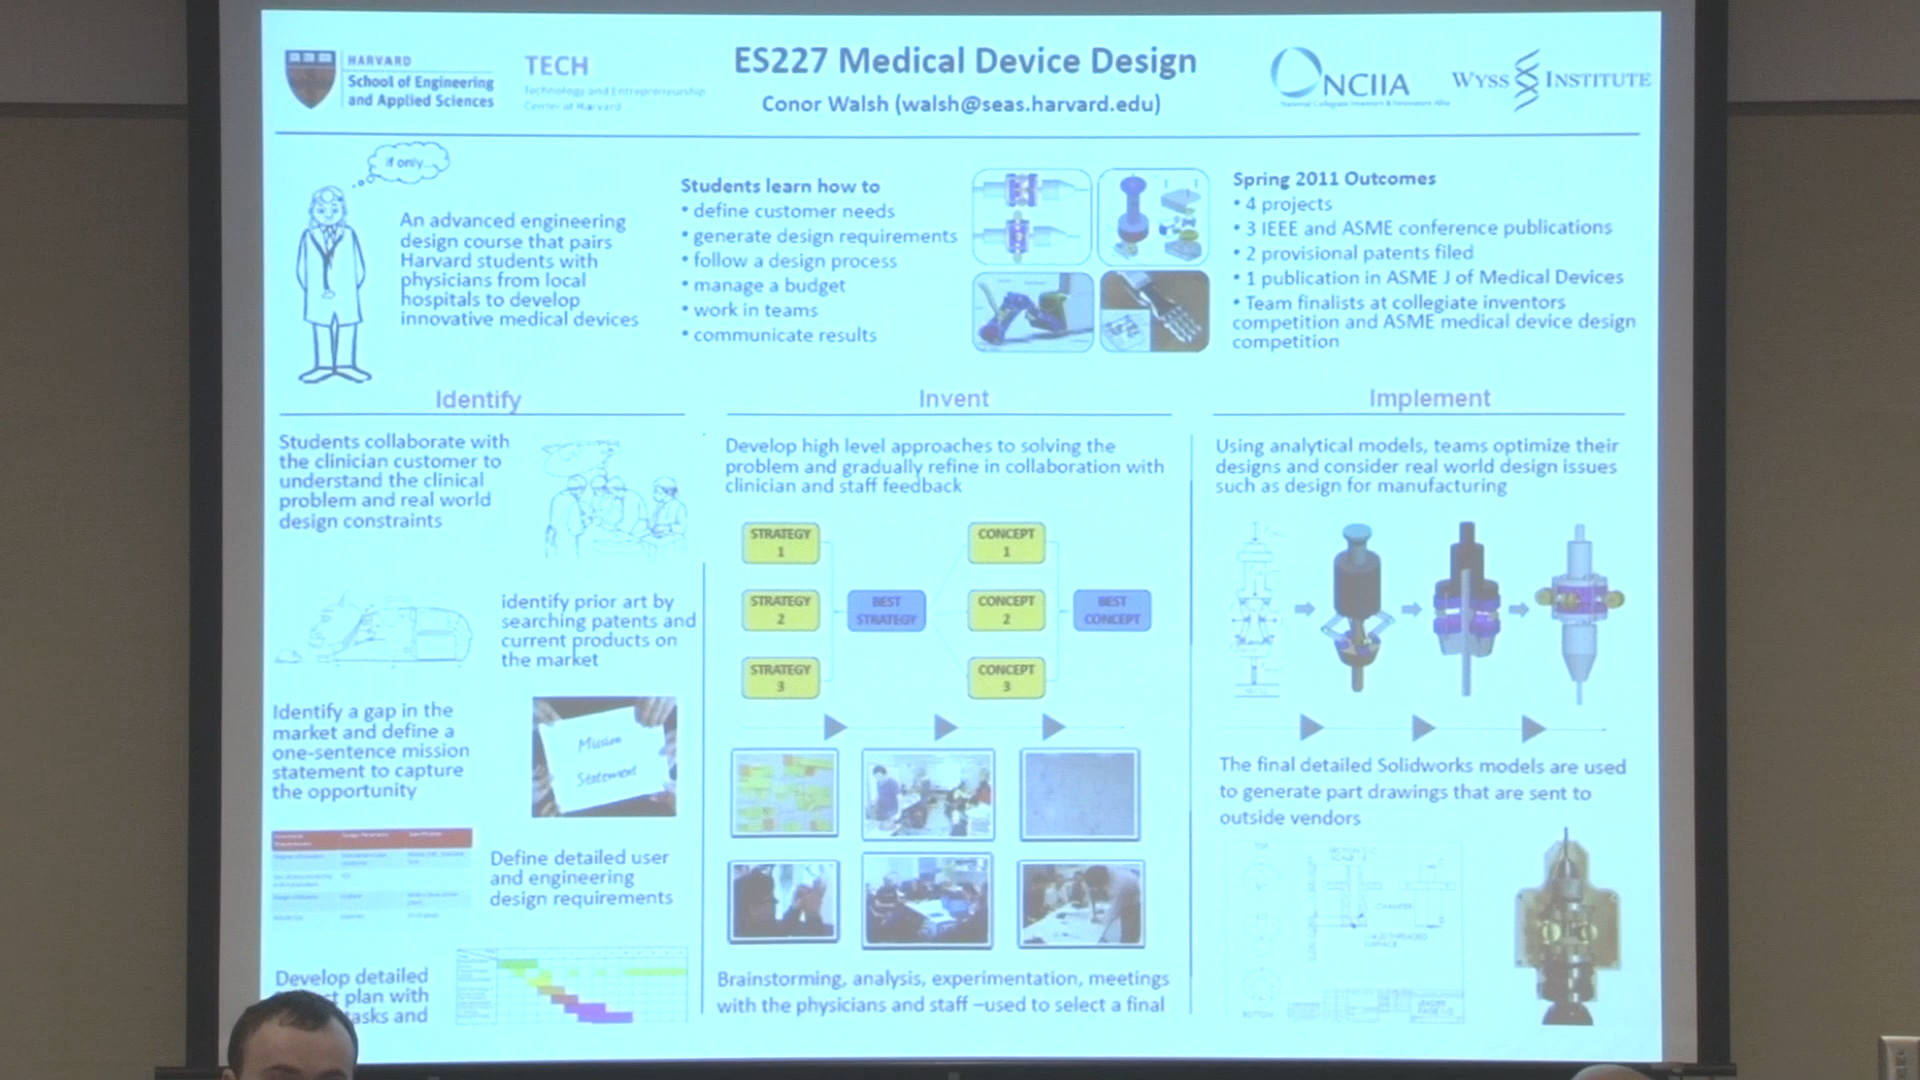 HARVARD
School of Engineering
and Applied Sciences
TECH
Technology and Entrepreneurship
Center at Harvard
ES227 Medical Device Design
Conor Walsh (walsh@seas.harvard.edu)
NCIIA
WYSS INSTITUTE
if only...
An advanced engineering
design course that pairs
Harvard students with
physicians from local
hospitals to develop
innovative medical devices
Students learn how to
• define customer needs
• generate design requirements
• follow a design process
• manage a budget
• work in teams
• communicate results
Spring 2011 Outcomes
• 4 projects
• 3 IEEE and ASME conference publications
• 2 provisional patents filed
• 1 publication in ASME J of Medical Devices
• Team finalists at collegiate inventors
competition and ASME medical device design
competition
Identify
Students collaborate with
the clinician customer to
understand the clinical
problem and real world
design constraints
identify prior art by
searching patents and
current products on
the market
Identify a gap in the
market and define a
one-sentence mission
statement to capture
the opportunity
Mission
Statement
Define detailed user
and engineering
design requirements
Develop detailed
plan with
tasks and
Invent
Develop high level approaches to solving the
problem and gradually refine in collaboration with
clinician and staff feedback
STRATEGY
1
STRATEGY
2
STRATEGY
3
BEST
STRATEGY
CONCEPT
1
CONCEPT
2
CONCEPT
3
BEST
CONCEPT
Brainstorming, analysis, experimentation, meetings
with the physicians and staff –used to select a final
Implement
Using analytical models, teams optimize their
designs and consider real world design issues
such as design for manufacturing
The final detailed Solidworks models are used
to generate part drawings that are sent to
outside vendors
TOP
CHAMFER
BOTTOM